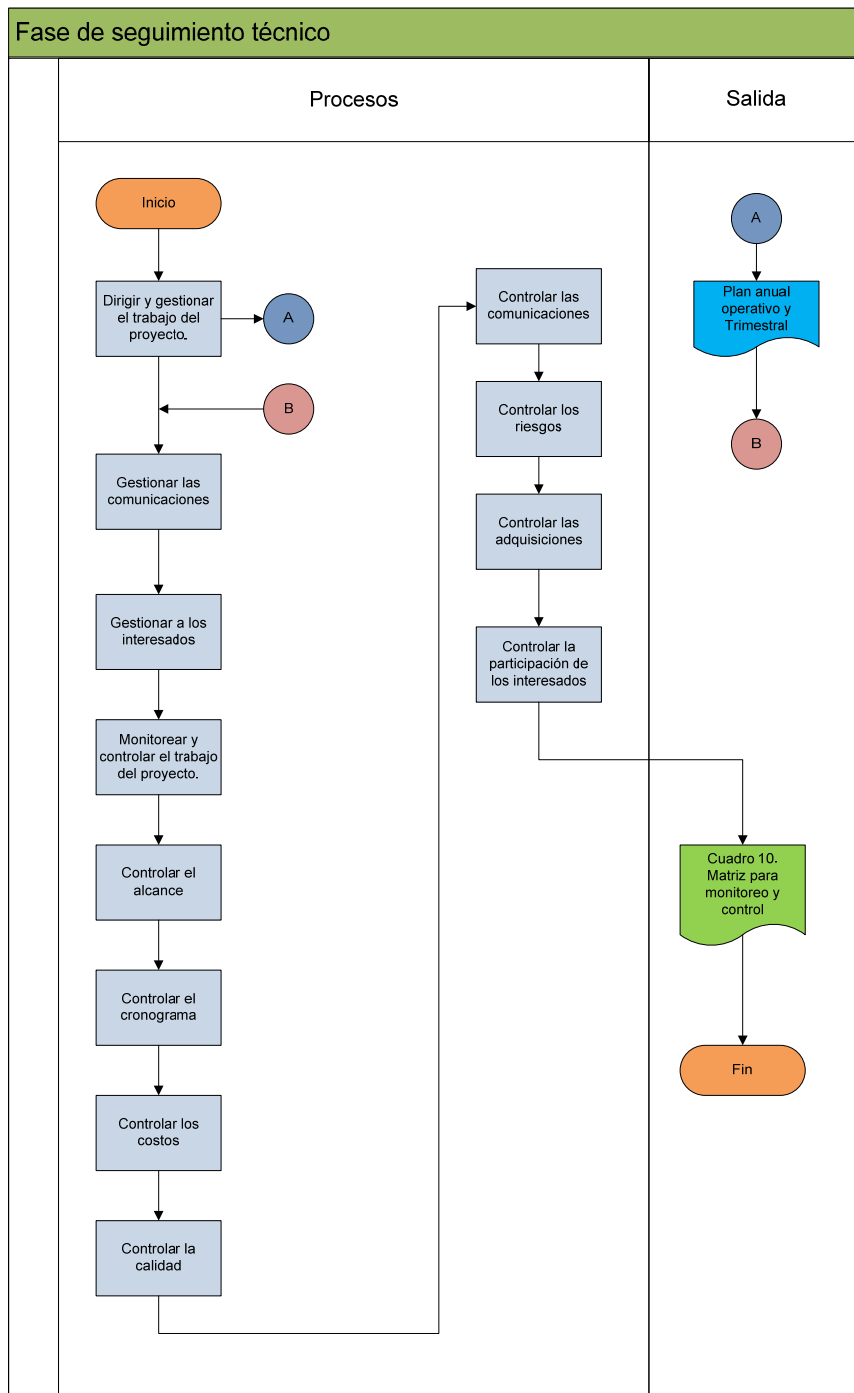 Fase de seguimiento técnico
Procesos
Salida
Inicio
Dirigir y gestionar
el trabajo del
proyecto.
A
B
Gestionar las
comunicaciones
Gestionar a los
interesados
Monitorear y
controlar el trabajo
del proyecto.
Controlar el
alcance
Controlar el
cronograma
Controlar los
costos
Controlar la
calidad
Controlar las
comunicaciones
Controlar los
riesgos
Controlar las
adquisiciones
Controlar la
participación de
los interesados
A
Plan anual
operativo y
Trimestral
B
Cuadro 10.
Matriz para
monitoreo y
control
Fin